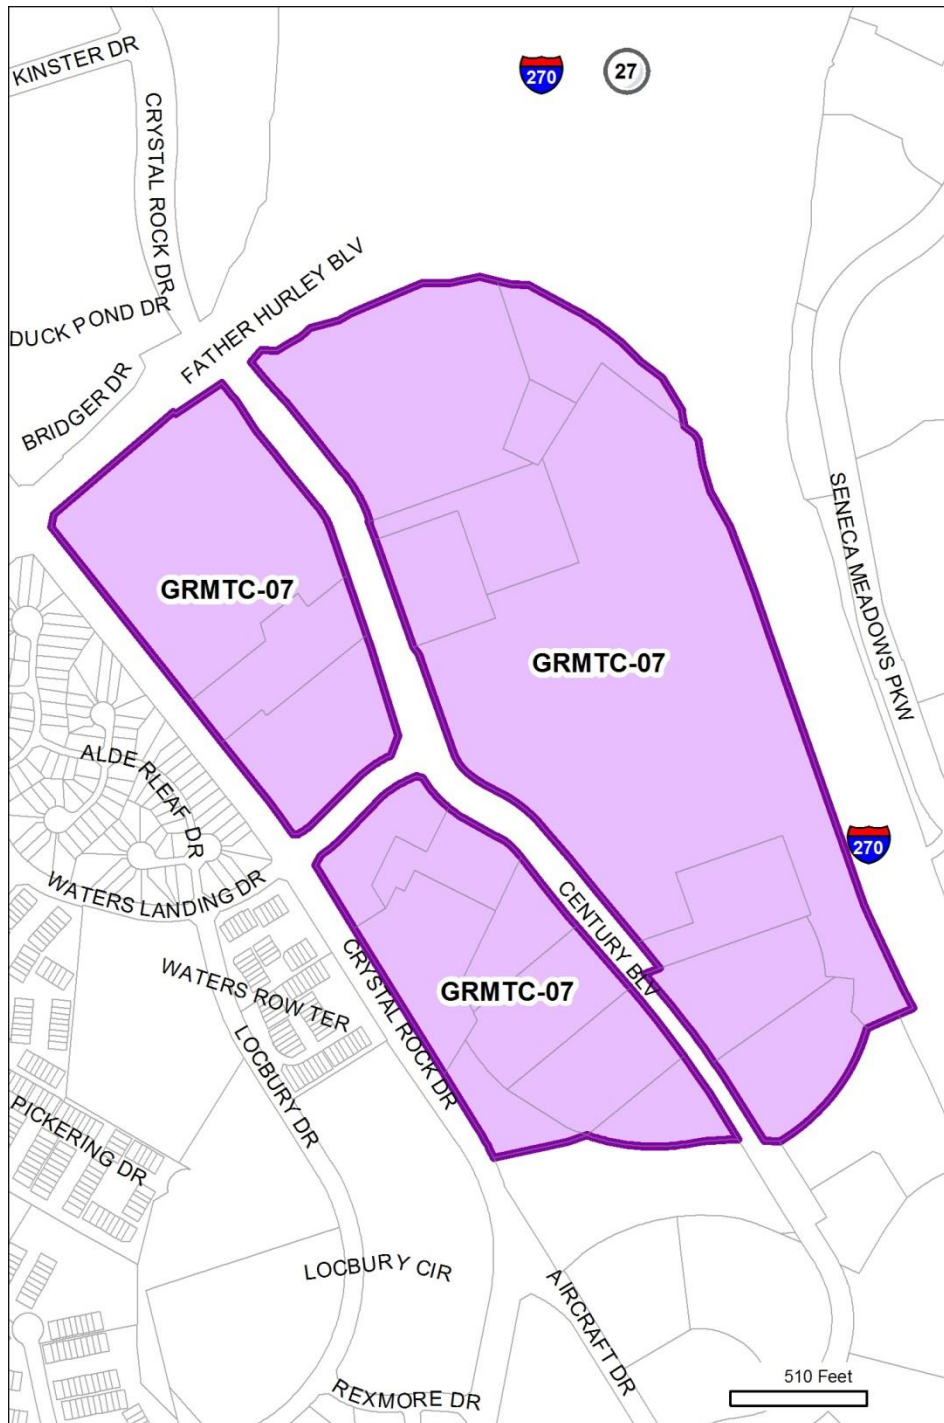 KINSTER DR
270
27
CRYSTAL ROCK DR
FATHER HURLEY BLV
DUCK POND DR
BRIDGER DR
SENECA MEADOWS PKW
GRMTC-07
GRMTC-07
ALDE RLEAF DR
270
WATERS LANDING DR
CENTURY BLV
CRYSTAL ROCK DR
WATERS ROW TER
GRMTC-07
LOCBURY DR
PICKERING DR
LOCBURY CIR
AIRCRAFT DR
510 Feet
REXMORE DR